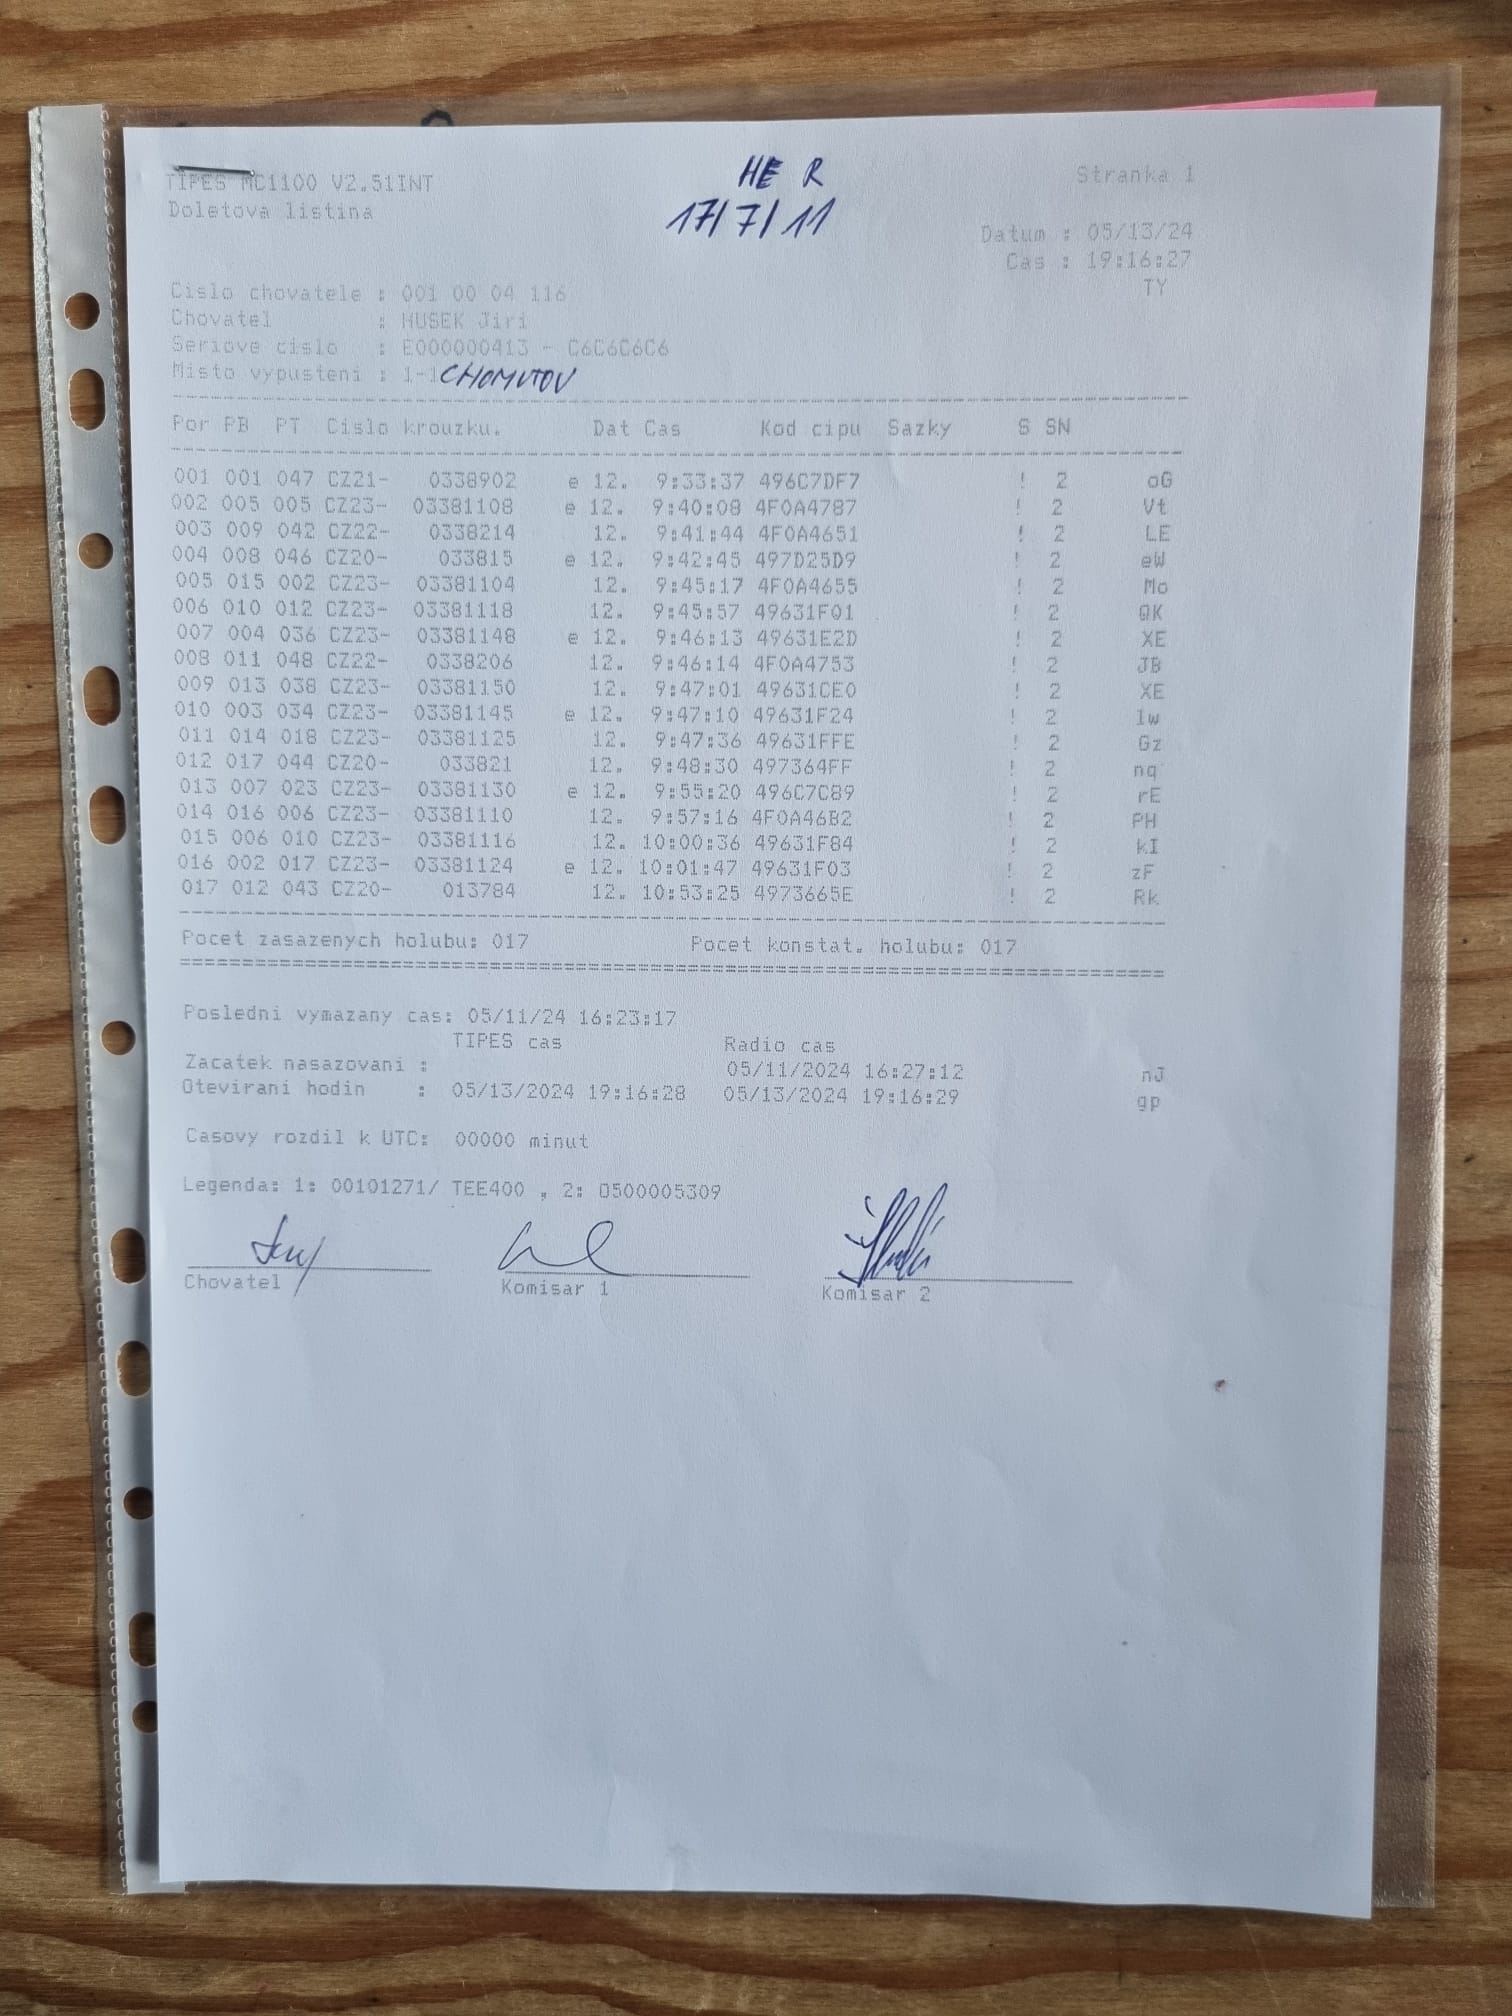 TIPES MC1100 V2.51INT
HE R
Stranka 1
Doletova listina
17/7/11
Datum : 05/13/24
Cas : 19:16:27
TY
Cislo chovatele : 001 00 04 116
Chovatel : HUSEK Jiri
Seriove cislo : E000000413 - C6C6C6C6
Misto vypusteni : 1-1 CHOMUTOV
Por PB PT Cislo krouzku. Dat Cas Kod cipu Sazky S SN
001 001 047 CZ21- 0338902 e 12. 9:33:37 496C7DF7 ! 2 oG
002 005 005 CZ23- 03381108 e 12. 9:40:08 4F0A4787 ! 2 Vt
003 009 042 CZ22- 0338214 12. 9:41:44 4F0A4651 ! 2 LE
004 008 046 CZ20- 033815 e 12. 9:42:45 497D25D9 ! 2 eW
005 015 002 CZ23- 03381104 12. 9:45:17 4F0A4655 ! 2 Mo
006 010 012 CZ23- 03381118 12. 9:45:57 49631F01 ! 2 QK
007 004 036 CZ23- 03381148 e 12. 9:46:13 49631E2D ! 2 XE
008 011 048 CZ22- 0338206 12. 9:46:14 4F0A4753 ! 2 JB
009 013 038 CZ23- 03381150 12. 9:47:01 49631CE0 ! 2 XE
010 003 034 CZ23- 03381145 e 12. 9:47:10 49631F24 ! 2 lw
011 014 018 CZ23- 03381125 12. 9:47:36 49631FFE ! 2 Gz
012 017 044 CZ20- 033821 12. 9:48:30 497364FF ! 2 nq
013 007 023 CZ23- 03381130 e 12. 9:55:20 496C7C89 ! 2 rE
014 016 006 CZ23- 03381110 12. 9:57:16 4F0A46B2 ! 2 PH
015 006 010 CZ23- 03381116 12. 10:00:36 49631F84 ! 2 kI
016 002 017 CZ23- 03381124 e 12. 10:01:47 49631F03 ! 2 zF
017 012 043 CZ20- 013784 12. 10:53:25 4973665E ! 2 Rk
Pocet zasazenych holubu: 017 Pocet konstat. holubu: 017
Posledni vymazany cas: 05/11/24 16:23:17
TIPES cas Radio cas
Zacatek nasazovani : 05/11/2024 16:27:12 nJ
Otevirani hodin : 05/13/2024 19:16:28 05/13/2024 19:16:29 gp
Casovy rozdil k UTC: 00000 minut
Legenda: 1: 00101271/ TEE400 , 2: 0500005309
Chovatel Komisar 1 Komisar 2